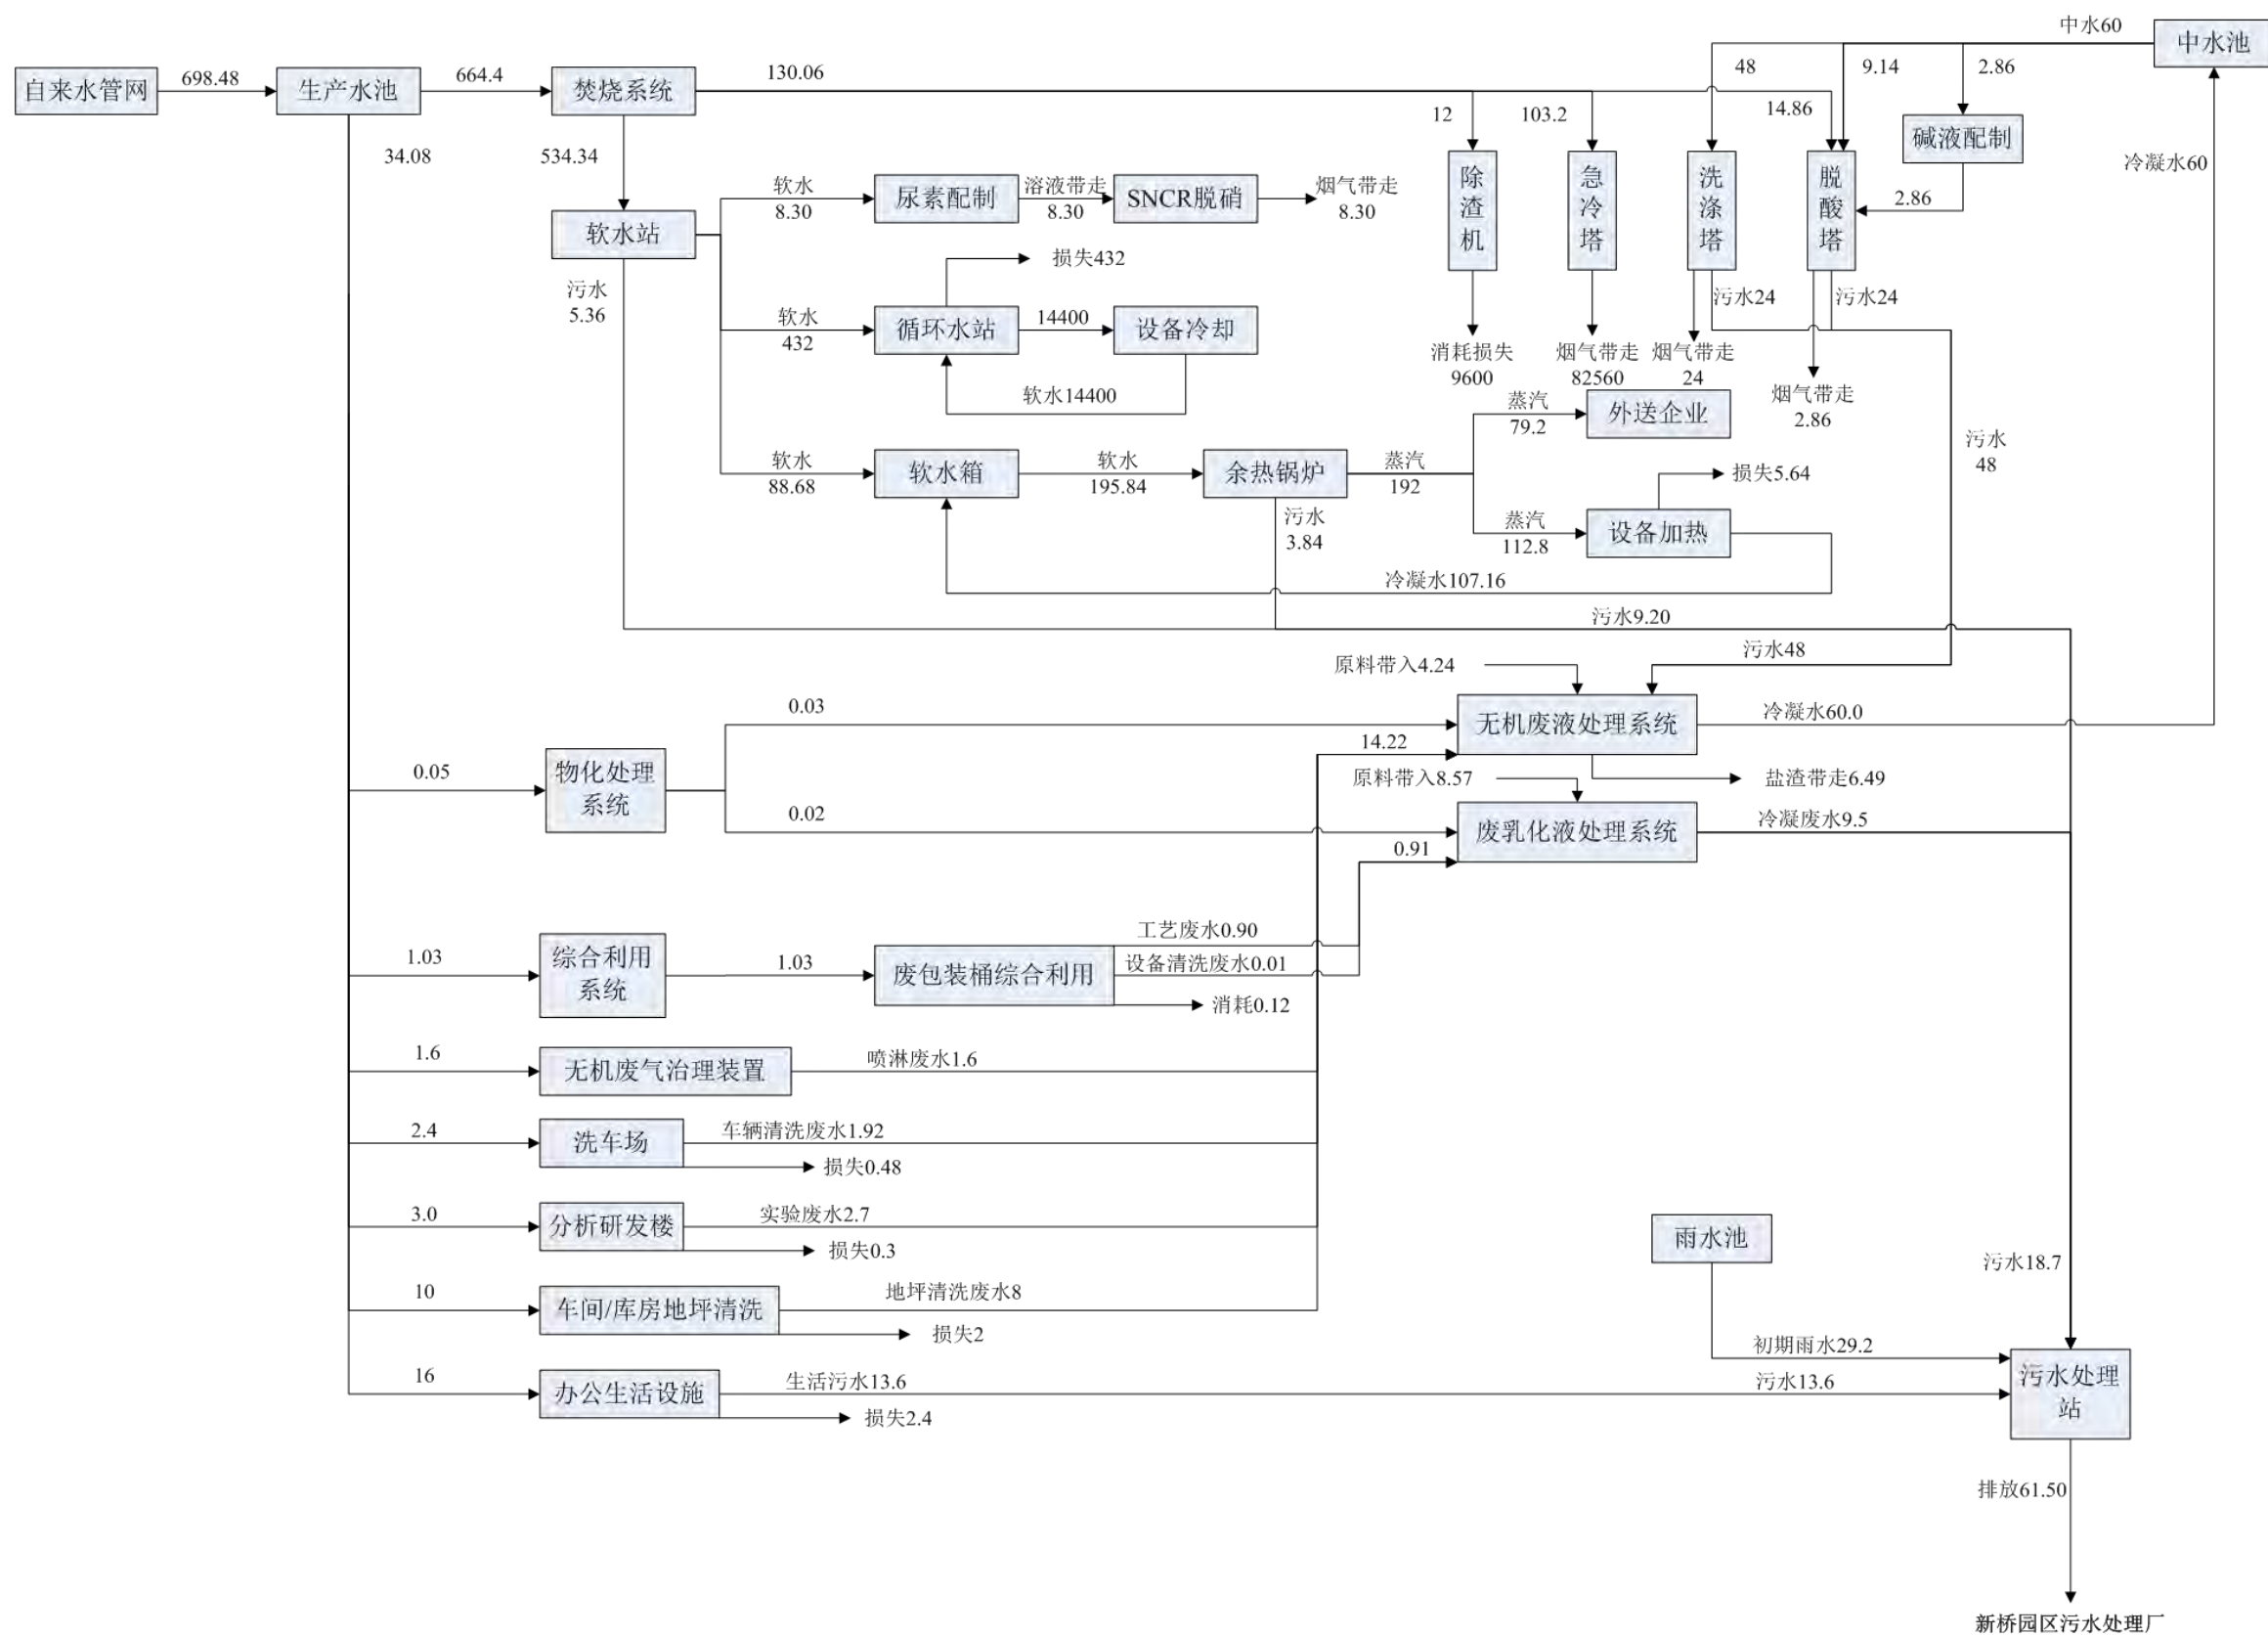 中水60
中水池
自来水管网
698.48
生产水池
664.4
焚烧系统
130.06
48
9.14
2.86
12
103.2
14.86
碱液配制
34.08
534.34
冷凝水60
除渣机
急冷塔
洗涤塔
脱酸塔
2.86
软水
8.30
尿素配制
溶液带走
8.30
SNCR脱硝
烟气带走
8.30
软水站
损失432
污水
5.36
污水24
污水24
软水
432
循环水站
14400
设备冷却
消耗损失
9600
烟气带走
82560
烟气带走
24
烟气带走
2.86
软水14400
蒸汽
79.2
外送企业
污水
48
软水
88.68
软水箱
软水
195.84
余热锅炉
蒸汽
192
损失5.64
污水
3.84
蒸汽
112.8
设备加热
冷凝水107.16
污水9.20
原料带入4.24
污水48
0.03
无机废液处理系统
冷凝水60.0
14.22
0.05
物化处理
系统
原料带入8.57
盐渣带走6.49
0.02
废乳化液处理系统
冷凝废水9.5
0.91
工艺废水0.90
1.03
综合利用
系统
1.03
废包装桶综合利用
设备清洗废水0.01
消耗0.12
1.6
无机废气治理装置
喷淋废水1.6
2.4
洗车场
车辆清洗废水1.92
损失0.48
3.0
分析研发楼
实验废水2.7
损失0.3
雨水池
污水18.7
10
车间/库房地坪清洗
地坪清洗废水8
损失2
初期雨水29.2
16
办公生活设施
生活污水13.6
污水13.6
污水处理
站
损失2.4
排放61.50
新桥园区污水处理厂